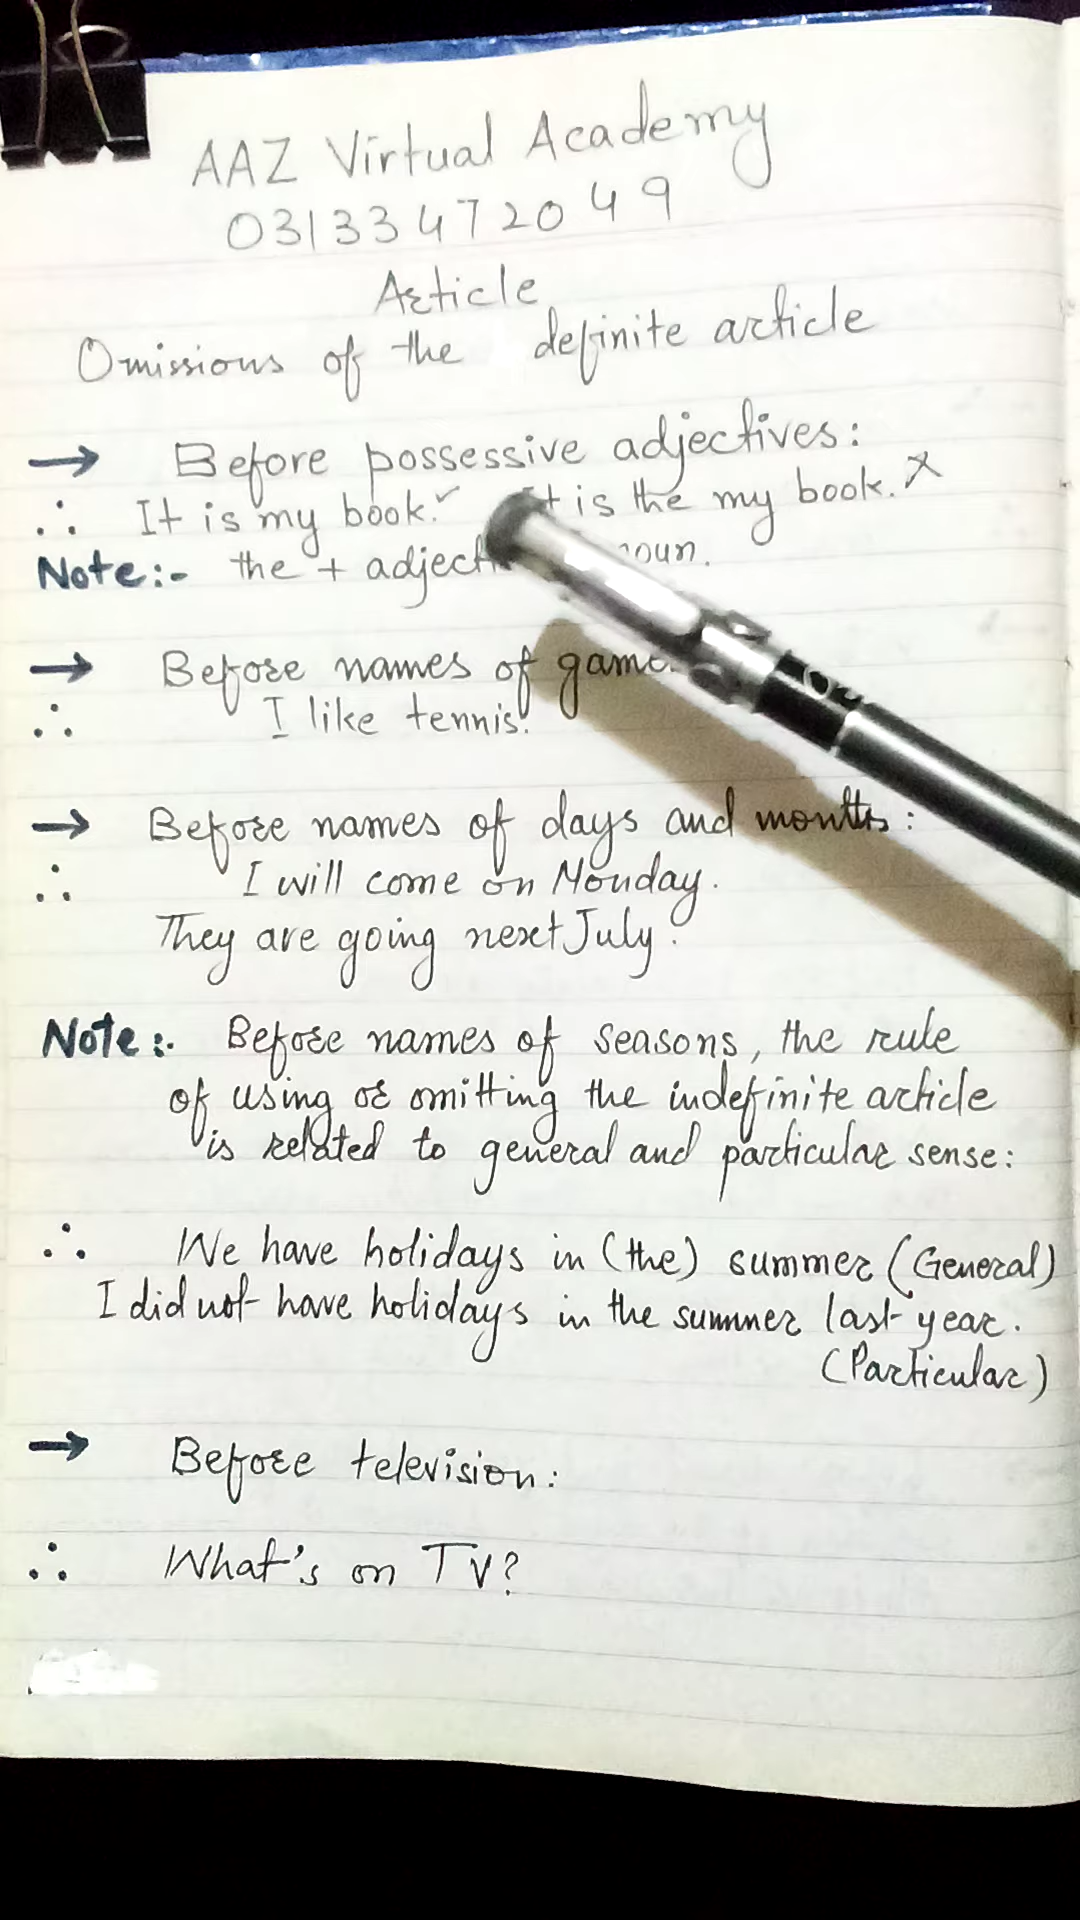 AAZ Virtual Academy
03133472049
Article
Omissions of the definite article
→ Before possessive adjectives:
∴ It is my book.✓ It is the my book.✗
Note:- the + noun.
→ Before names of
∴ I like tennis.
→ Before names of days and months:
∴ I will come on Monday.
They are going next July.
Note:- Before names of seasons, the rule
of using or omitting the indefinite article
is related to general and particular sense:
∴ We have holidays in (the) summer (General)
I did not have holidays in the summer last year.
(Particular)
→ Before television:
∴ What's on TV?